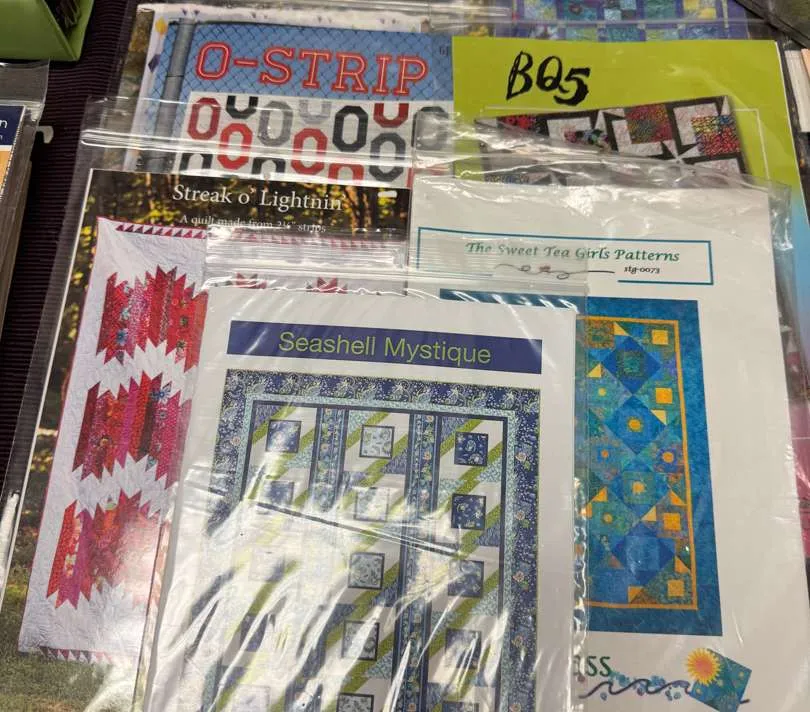 O-STRIP
BQ5
Streak o' Lightnin'
A quilt made from 2½" strips
The Sweet Tea Girls Patterns
stg-0073
Seashell Mystique